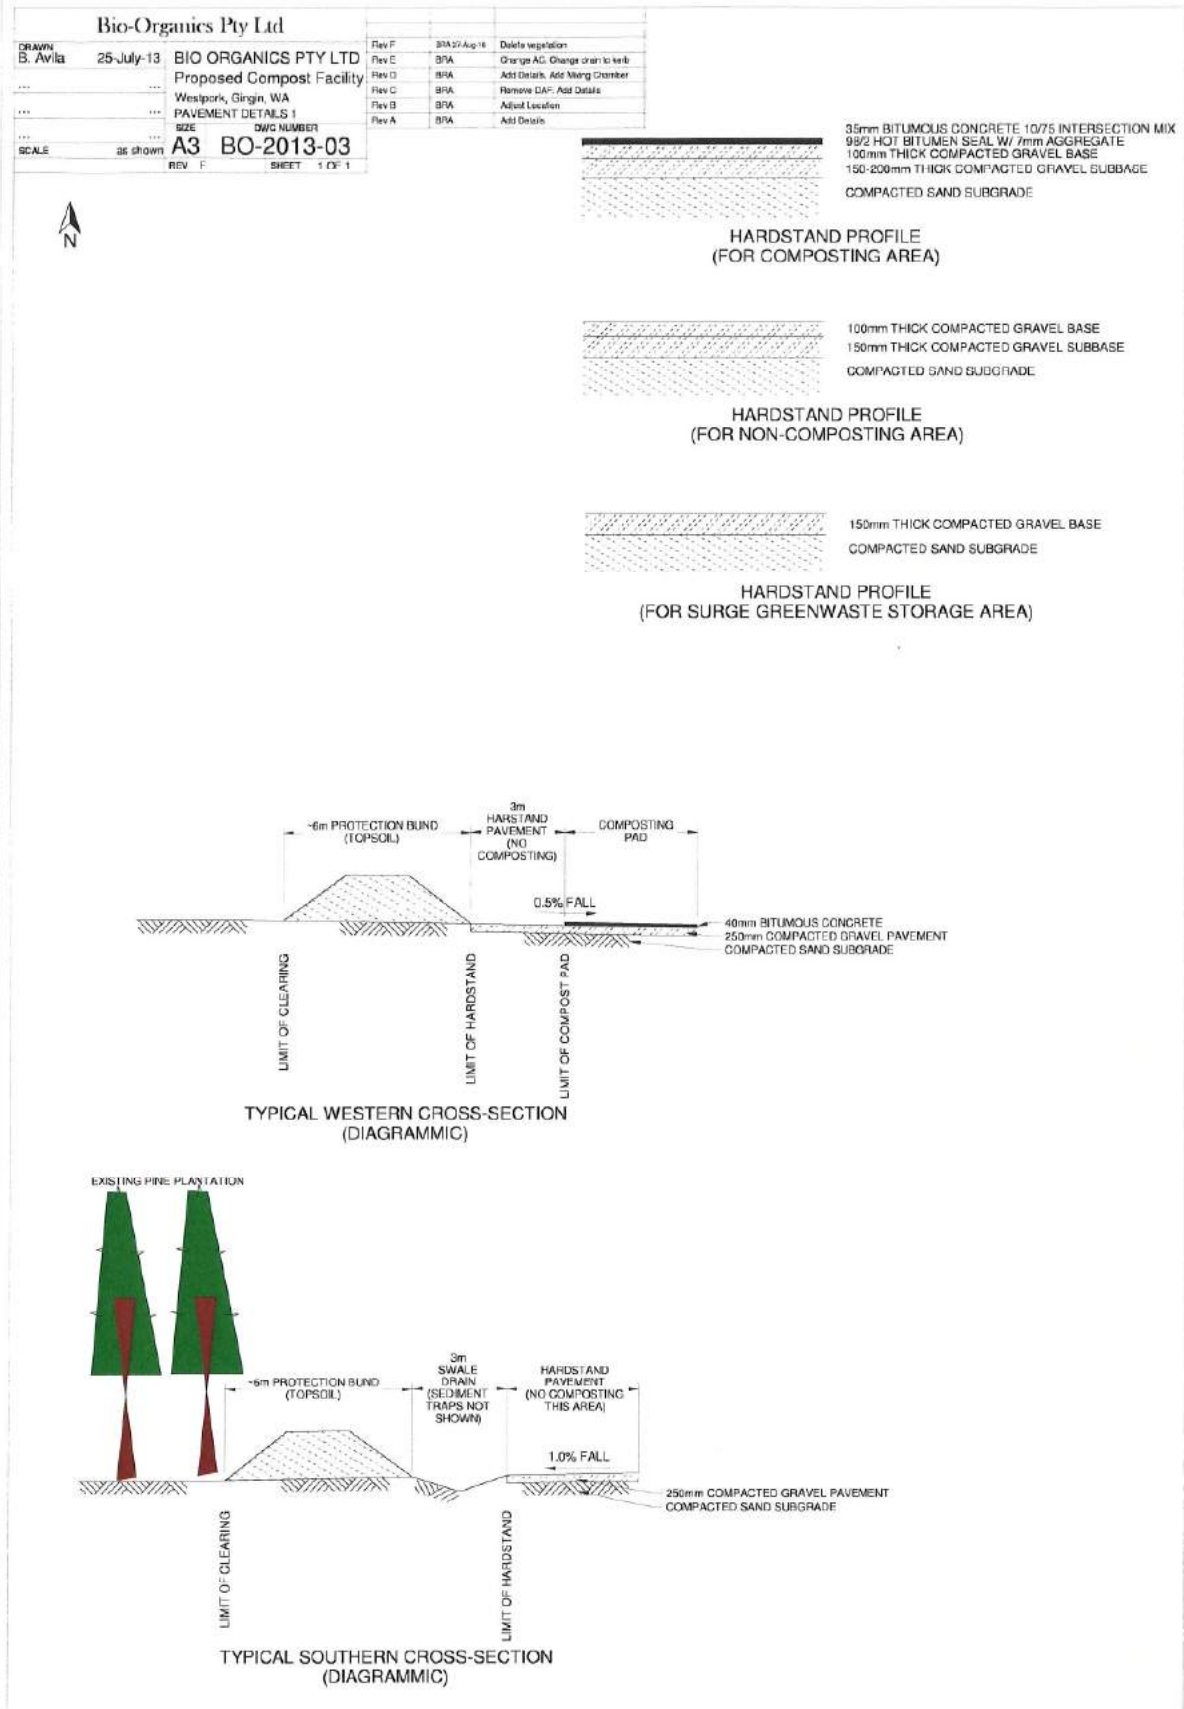 Bio-Organics Pty Ltd
DRAWN
B. Avila 25-July-13
BIO ORGANICS PTY LTD
Proposed Compost Facility
Westpork, Gingin, WA
PAVEMENT DETAILS 1
... ...
... ...
... ...
SIZE DWG NUMBER
SCALE as shown A3 BO-2013-03
REV F SHEET 1 OF 1
Rev F BRA 27-Aug-16 Delete vegetation
Rev E BRA Change AC. Change drain to kerb
Rev D BRA Add Details, Add Mixing Chamber
Rev C BRA Remove DAF. Add Details
Rev B BRA Adjust Location
Rev A BRA Add Details
N
35mm BITUMOUS CONCRETE 10/75 INTERSECTION MIX
98/2 HOT BITUMEN SEAL W/ 7mm AGGREGATE
100mm THICK COMPACTED GRAVEL BASE
150-200mm THICK COMPACTED GRAVEL SUBBASE
COMPACTED SAND SUBGRADE
HARDSTAND PROFILE
(FOR COMPOSTING AREA)
100mm THICK COMPACTED GRAVEL BASE
150mm THICK COMPACTED GRAVEL SUBBASE
COMPACTED SAND SUBGRADE
HARDSTAND PROFILE
(FOR NON-COMPOSTING AREA)
150mm THICK COMPACTED GRAVEL BASE
COMPACTED SAND SUBGRADE
HARDSTAND PROFILE
(FOR SURGE GREENWASTE STORAGE AREA)
~6m PROTECTION BUND
(TOPSOIL)
3m
HARSTAND
PAVEMENT
(NO
COMPOSTING)
COMPOSTING
PAD
0.5% FALL
40mm BITUMOUS CONCRETE
250mm COMPACTED GRAVEL PAVEMENT
COMPACTED SAND SUBGRADE
LIMIT OF CLEARING
LIMIT OF HARDSTAND
LIMIT OF COMPOST PAD
TYPICAL WESTERN CROSS-SECTION
(DIAGRAMMIC)
EXISTING PINE PLANTATION
~6m PROTECTION BUND
(TOPSOIL)
3m
SWALE
DRAIN
(SEDIMENT
TRAPS NOT
SHOWN)
HARDSTAND
PAVEMENT
(NO COMPOSTING
THIS AREA)
1.0% FALL
250mm COMPACTED GRAVEL PAVEMENT
COMPACTED SAND SUBGRADE
LIMIT OF CLEARING
LIMIT OF HARDSTAND
TYPICAL SOUTHERN CROSS-SECTION
(DIAGRAMMIC)